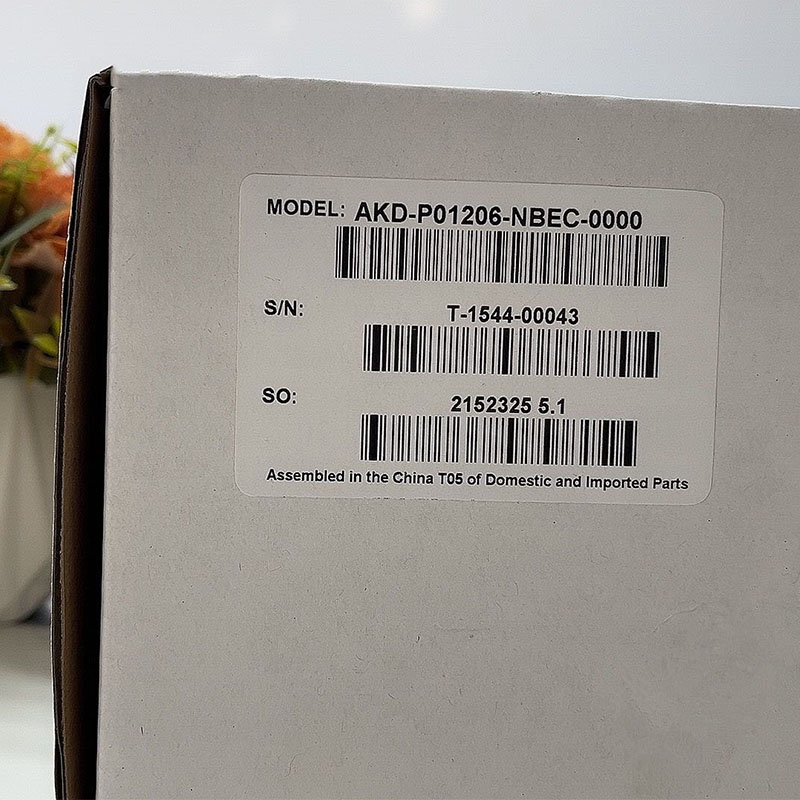 MODEL: AKD-P01206-NBEC-0000
S/N: T-1544-00043
SO: 2152325 5.1
Assembled in the China T05 of Domestic and Imported Parts